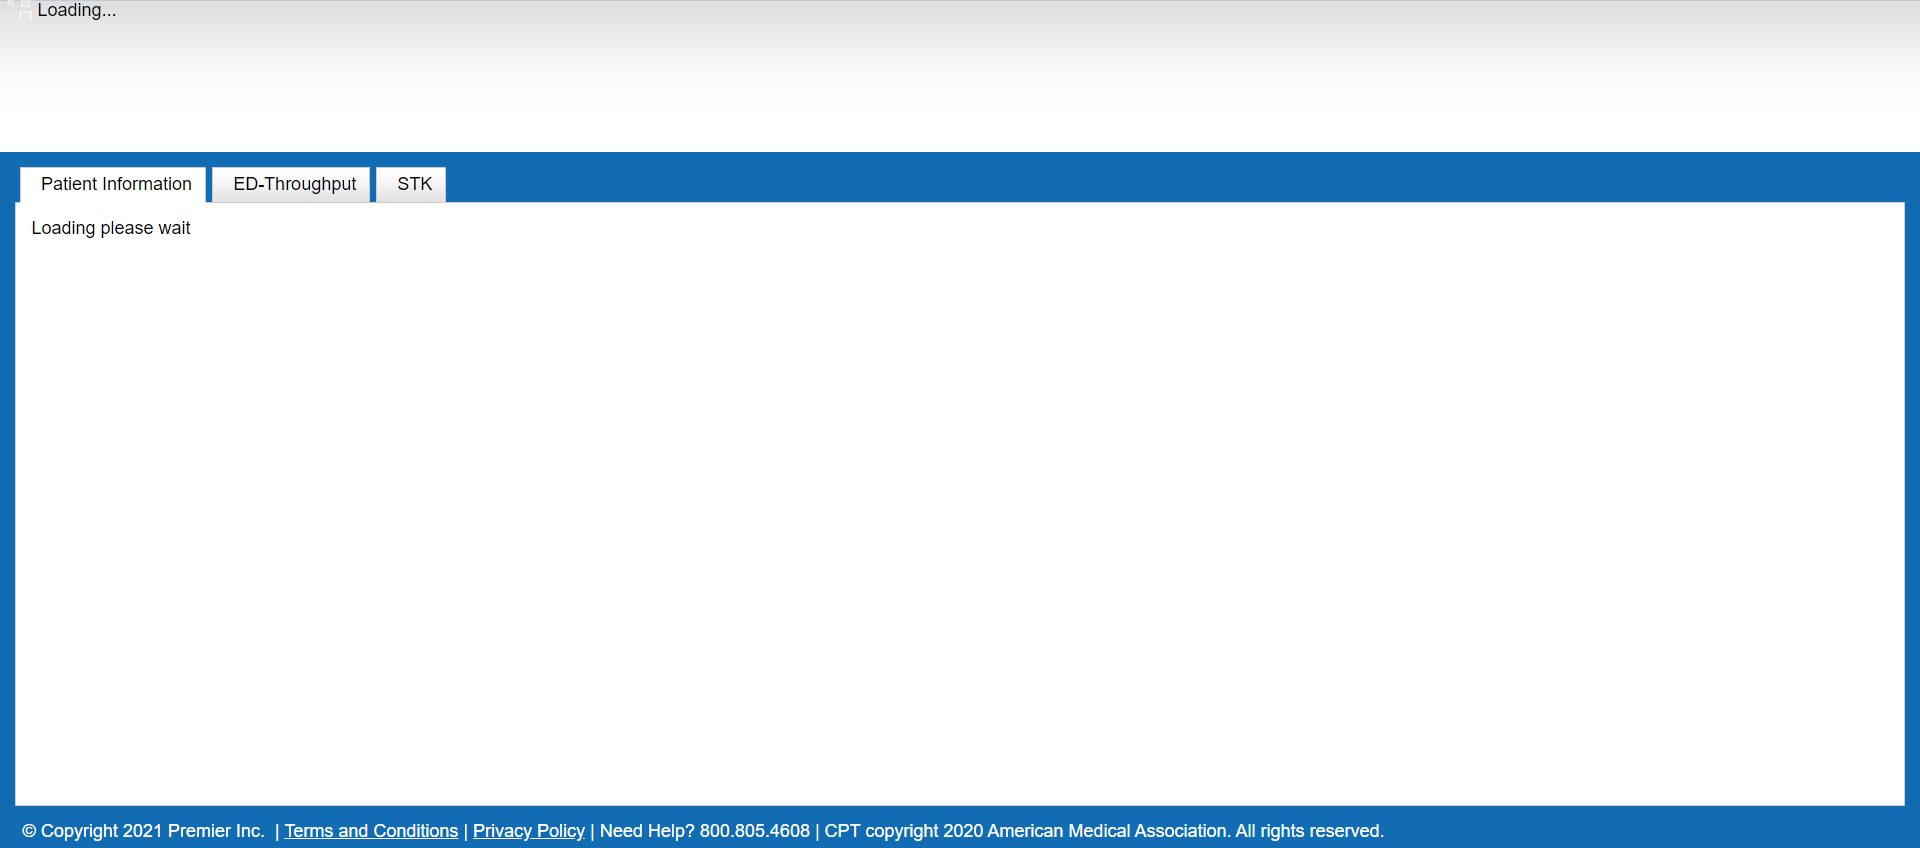 Loading...
Patient Information ED-Throughput STK
Loading please wait
© Copyright 2021 Premier Inc. | Terms and Conditions | Privacy Policy | Need Help? 800.805.4608 | CPT copyright 2020 American Medical Association. All rights reserved.